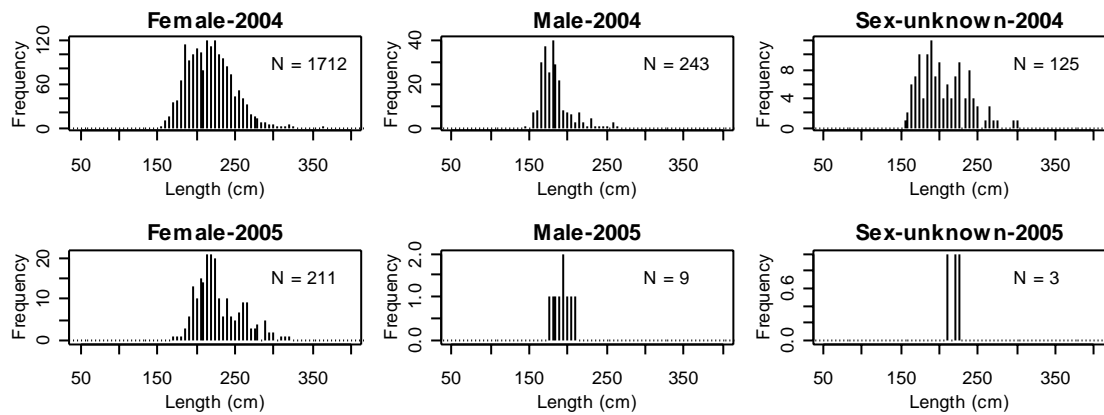 Female-2004
Male-2004
Sex-unknown-2004
Frequency
0 60 120
N = 1712
50 150 250 350
Length (cm)
Frequency
0 20 40
N = 243
50 150 250 350
Length (cm)
Frequency
0 4 8
N = 125
50 150 250 350
Length (cm)
Female-2005
Male-2005
Sex-unknown-2005
Frequency
0 10 20
N = 211
50 150 250 350
Length (cm)
Frequency
0.0 1.0 2.0
N = 9
50 150 250 350
Length (cm)
Frequency
0.0 0.6
N = 3
50 150 250 350
Length (cm)